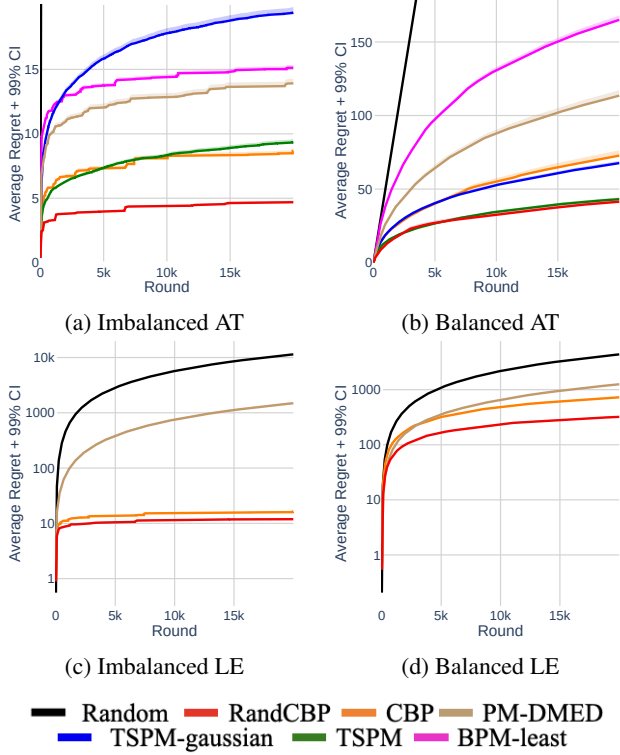 Average Regret + 99% CI
15
10
5
0
0
5k
10k
15k
Round
(a) Imbalanced AT
Average Regret + 99% CI
150
100
50
0
0
5k
10k
15k
Round
(b) Balanced AT
Average Regret + 99% CI
10k
1000
100
10
1
0
5k
10k
15k
Round
(c) Imbalanced LE
Average Regret + 99% CI
1000
100
10
1
0
5k
10k
15k
Round
(d) Balanced LE
Random RandCBP CBP PM-DMED
TSPM-gaussian TSPM BPM-least